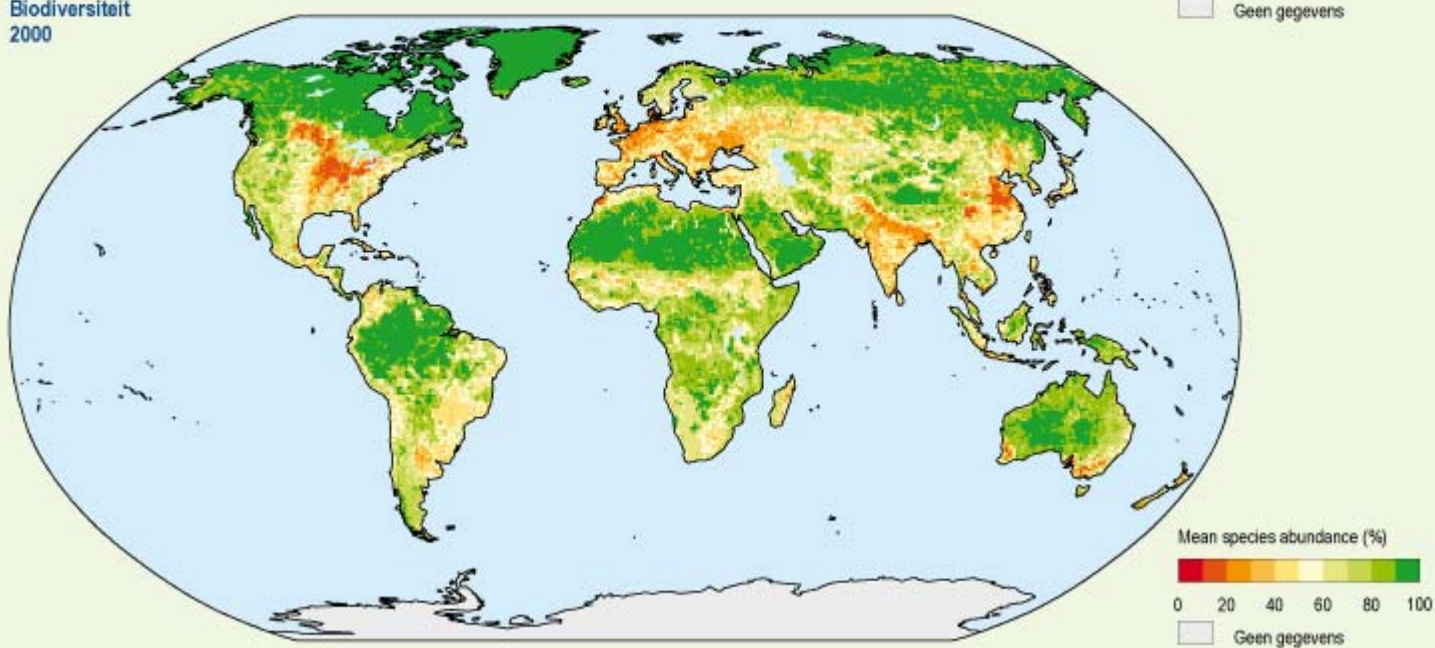 Biodiversiteit
2000
Geen gegevens
Mean species abundance (%)
0 20 40 60 80 100
Geen gegevens